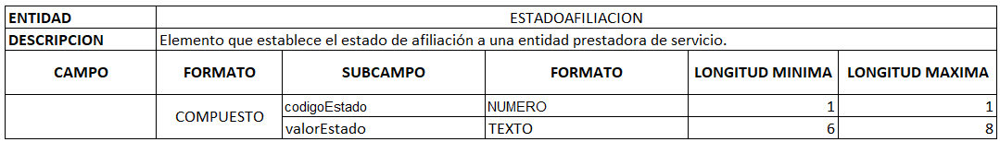 ENTIDAD ESTADOAFILIACION
DESCRIPCION Elemento que establece el estado de afiliación a una entidad prestadora de servicio.
CAMPO FORMATO SUBCAMPO FORMATO LONGITUD MINIMA LONGITUD MAXIMA
COMPUESTO codigoEstado NUMERO 1 1
valorEstado TEXTO 6 8